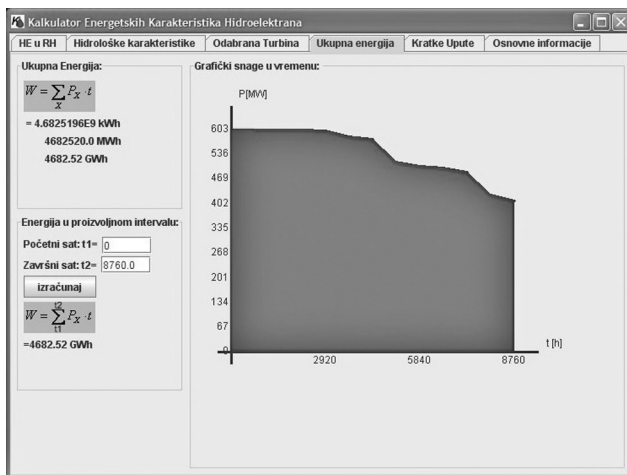 Kalkulator Energetskih Karakteristika Hidroelektrana
HE u RH Hidrološke karakteristike Odabrana Turbina Ukupna energija Kratke Upute Osnovne informacije
Ukupna Energija:
W = ∑ Pₓ · t
x
= 4.6825196E9 kWh
4682520.0 MWh
4682.52 GWh
Energija u proizvoljnom intervalu:
Početni sat: t1= 0
Završni sat: t2= 8760.0
izračunaj
t2
W = ∑ Pₓ · t
t1
=4682.52 GWh
Grafički snage u vremenu:
P[MW]
603
536
469
402
335
268
201
134
67
0
2920 5840 8760
t [h]